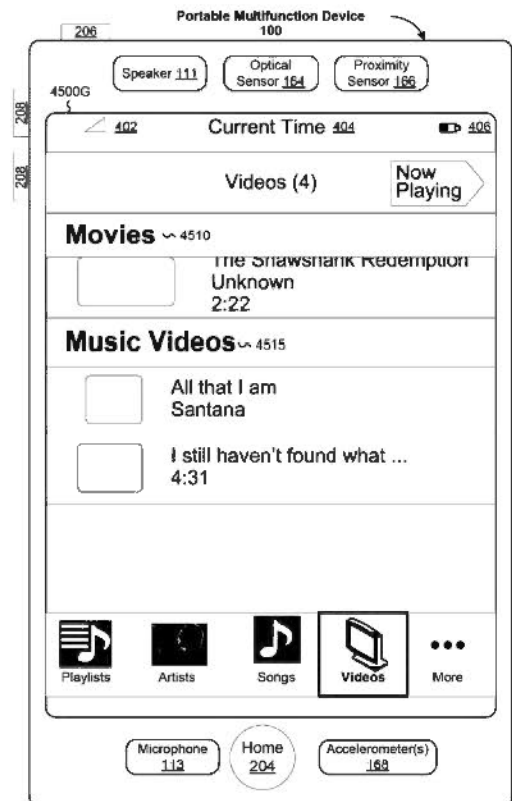 Portable Multifunction Device
100
206
Speaker 111
Optical
Sensor 164
Proximity
Sensor 166
4500G
208
402
Current Time 404
406
208
Videos (4)
Now
Playing
Movies 4510
The Shawshank Redemption
Unknown
2:22
Music Videos 4515
All that I am
Santana
I still haven't found what ...
4:31
Playlists
Artists
Songs
Videos
More
Microphone
113
Home
204
Accelerometer(s)
168